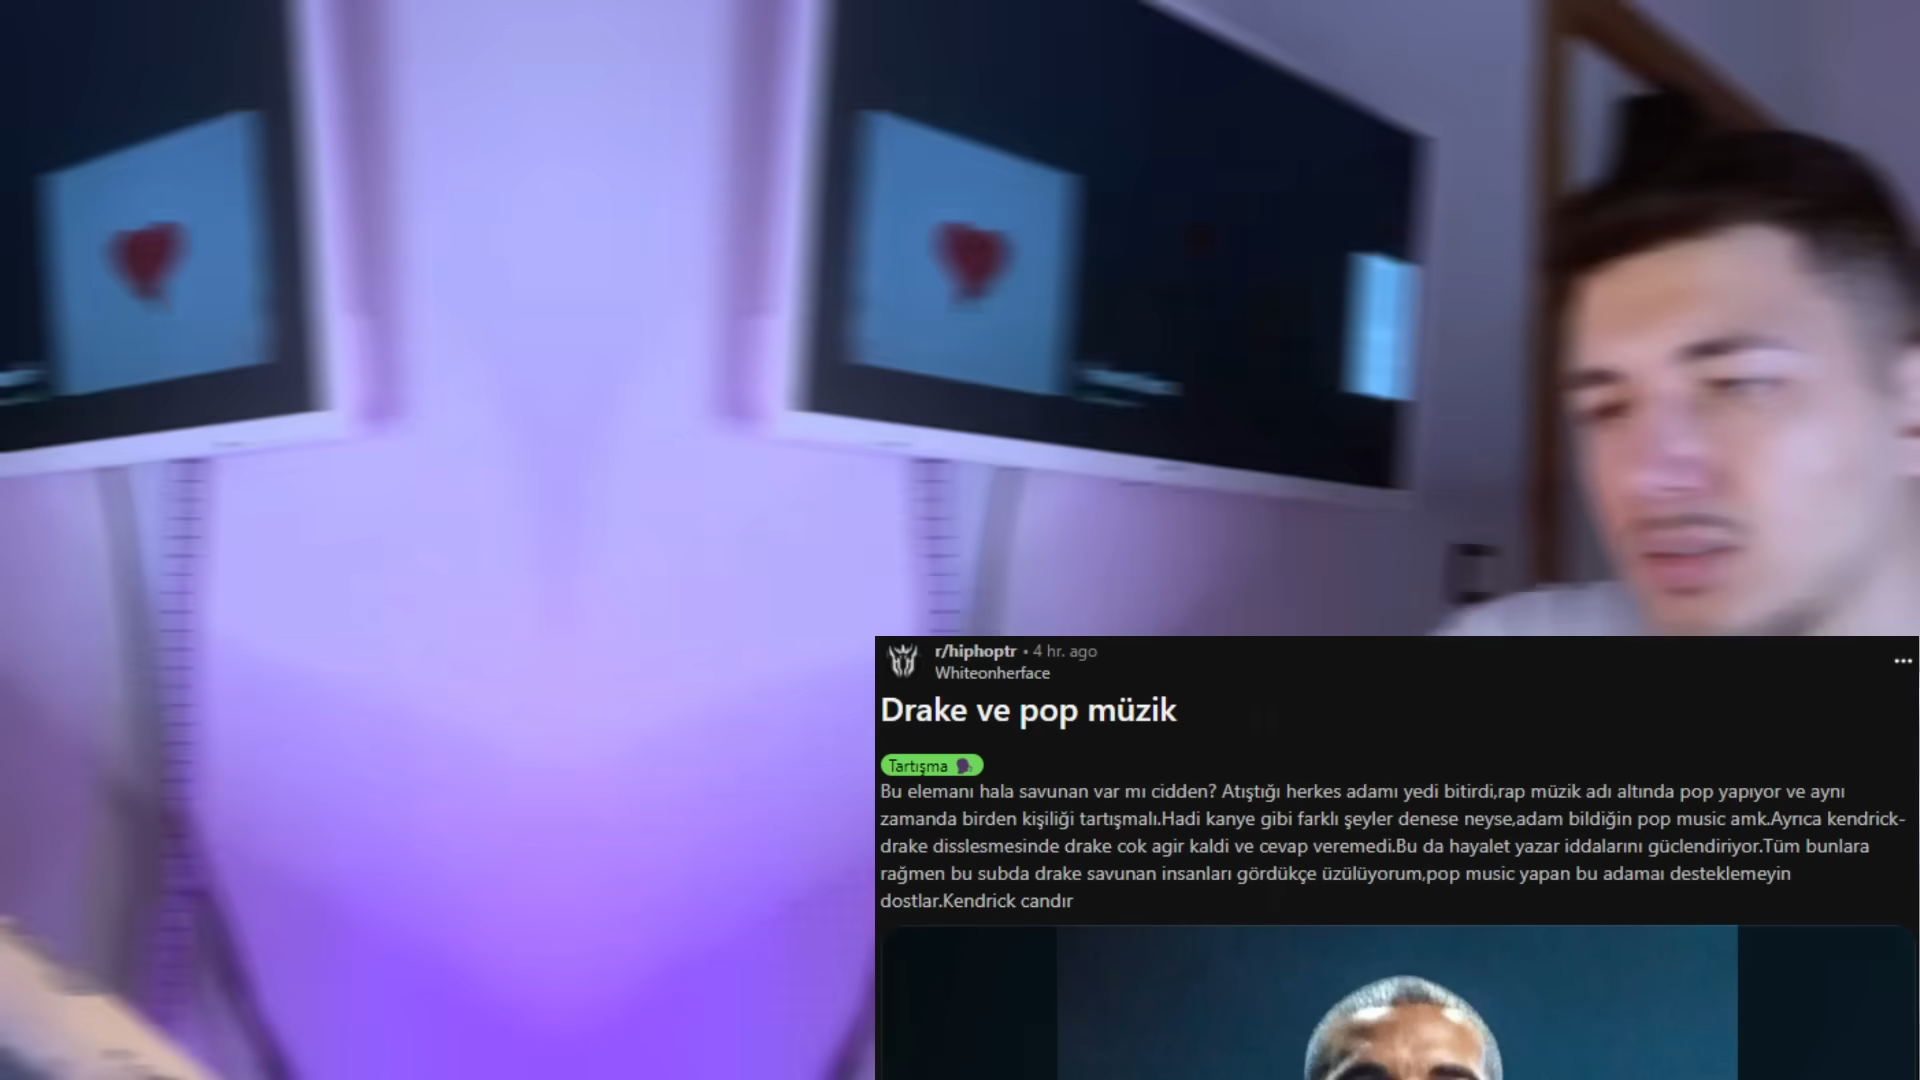 r/hiphoptr • 4 hr. ago
Whiteonherface
Drake ve pop müzik
Tartışma
Bu elemanı hala savunan var mı cidden? Atıştığı herkes adamı yedi bitirdi,rap müzik adı altında pop yapıyor ve aynı
zamanda birden kişiliği tartışmalı.Hadi kanye gibi farklı şeyler denese neyse,adam bildiğin pop music amk.Ayrıca kendrick-
drake disslesmesinde drake cok agir kaldi ve cevap veremedi.Bu da hayalet yazar iddalarını güclendiriyor.Tüm bunlara
rağmen bu subda drake savunan insanları gördükçe üzülüyorum,pop music yapan bu adamaı desteklemeyin
dostlar.Kendrick candır